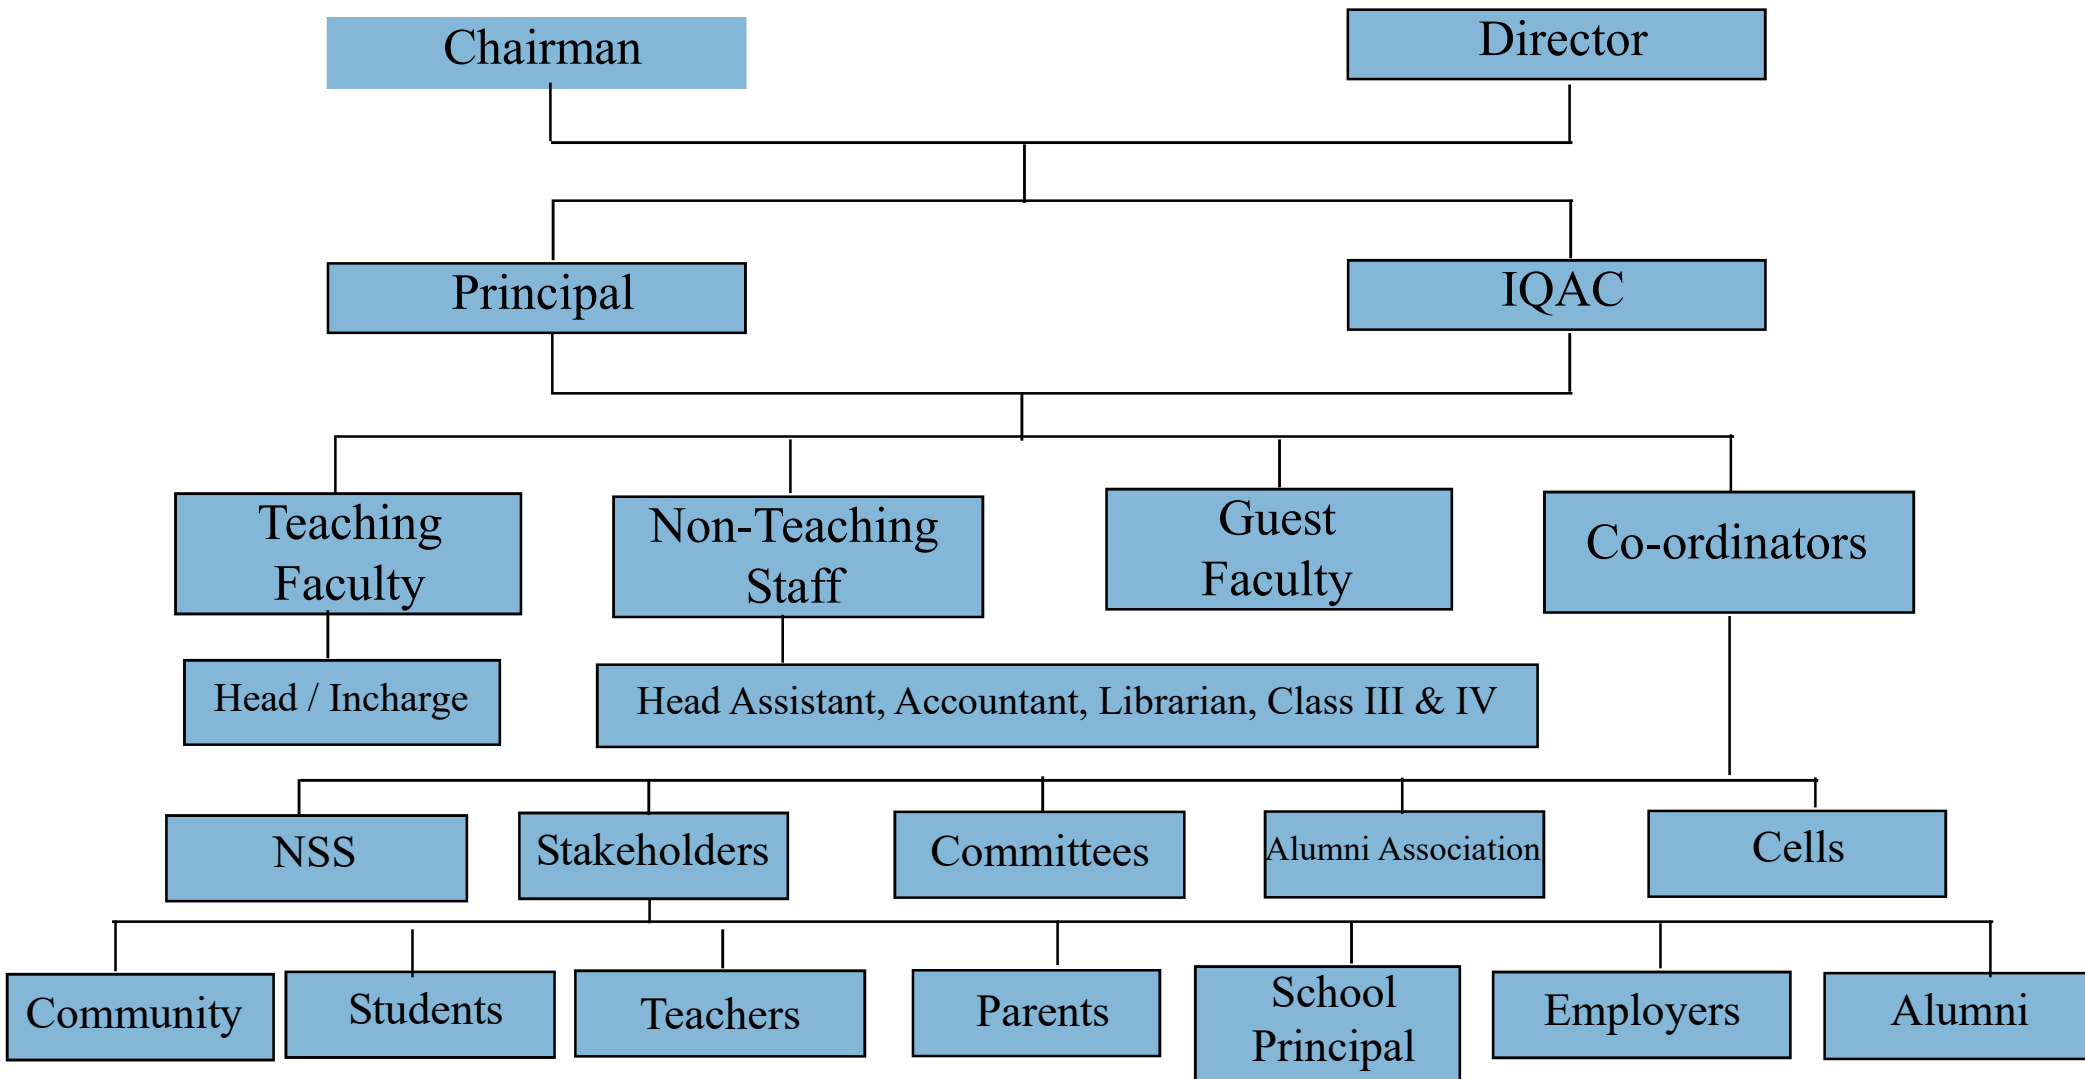 Chairman
Director
Principal
IQAC
Teaching
Faculty
Non-Teaching
Staff
Guest
Faculty
Co-ordinators
Head / Incharge
Head Assistant, Accountant, Librarian, Class III & IV
NSS
Stakeholders
Committees
Alumni Association
Cells
Community
Students
Teachers
Parents
School
Principal
Employers
Alumni